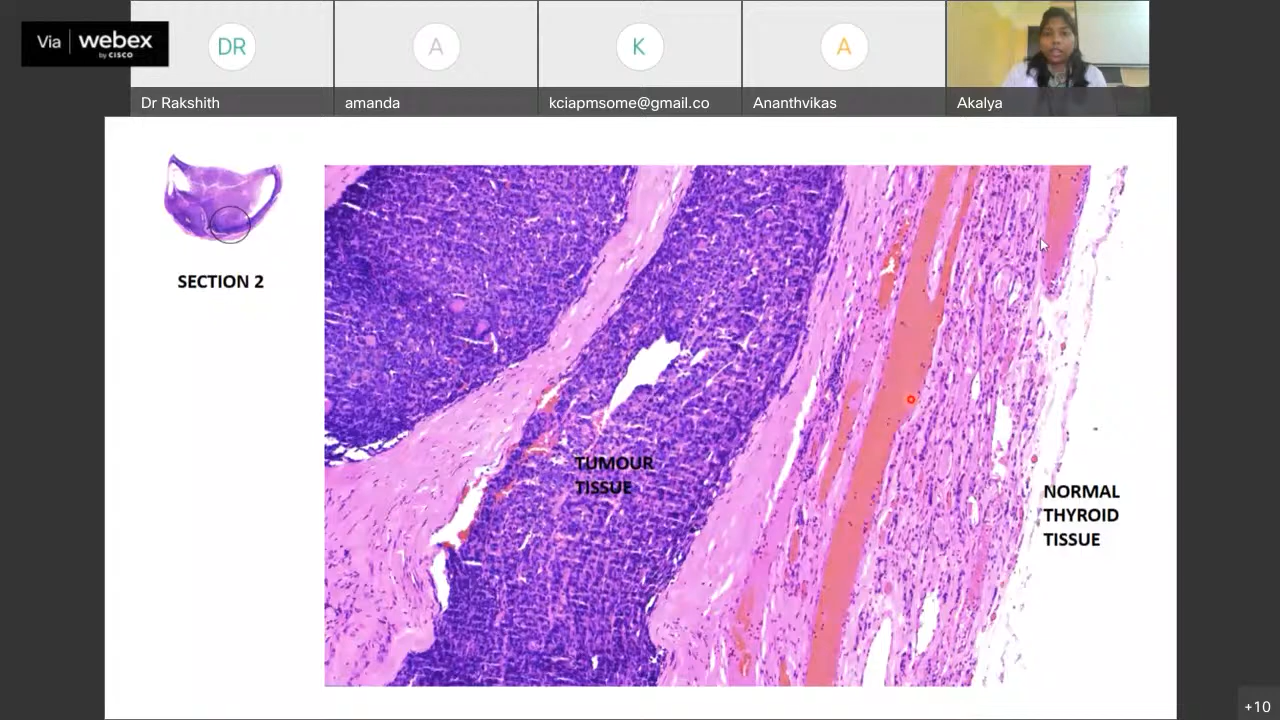 Via webex
by CISCO
DR
A
K
A
Dr Rakshith
amanda
kciapmsome@gmail.co
Ananthvikas
Akalya
SECTION 2
TUMOUR
TISSUE
NORMAL
THYROID
TISSUE
+10